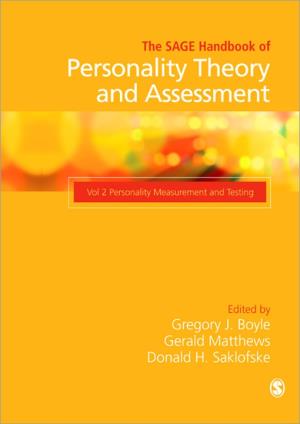 The SAGE Handbook of
Personality Theory
and Assessment
Vol 2 Personality Measurement and Testing
Edited by
Gregory J. Boyle
Gerald Matthews
Donald H. Saklofske
S